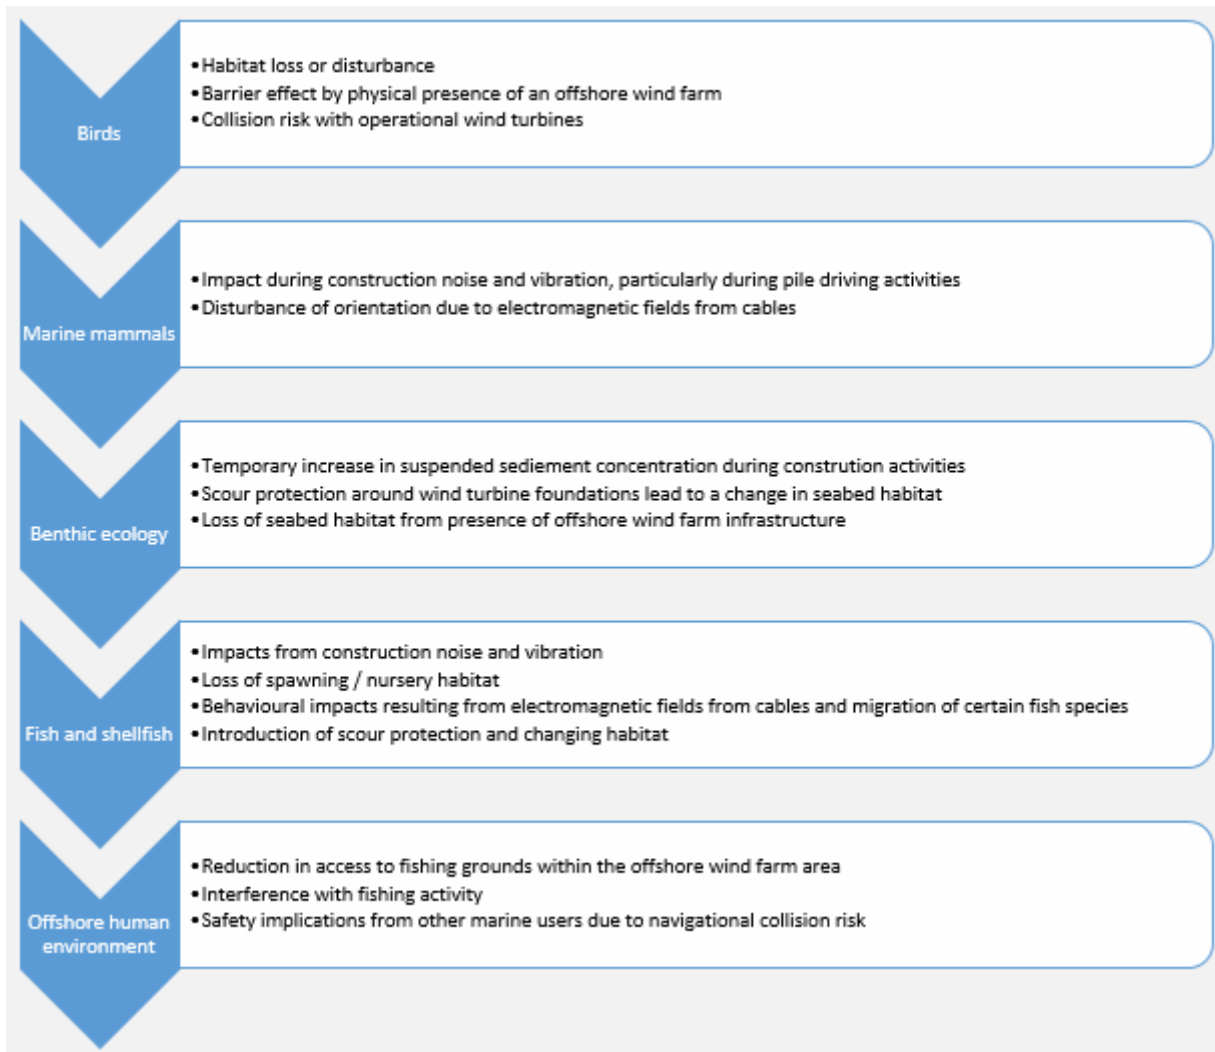 Birds
•Habitat loss or disturbance
•Barrier effect by physical presence of an offshore wind farm
•Collision risk with operational wind turbines
Marine mammals
•Impact during construction noise and vibration, particularly during pile driving activities
•Disturbance of orientation due to electromagnetic fields from cables
Benthic ecology
•Temporary increase in suspended sediement concentration during constrution activities
•Scour protection around wind turbine foundations lead to a change in seabed habitat
•Loss of seabed habitat from presence of offshore wind farm infrastructure
Fish and shellfish
•Impacts from construction noise and vibration
•Loss of spawning / nursery habitat
•Behavioural impacts resulting from electromagnetic fields from cables and migration of certain fish species
•Introduction of scour protection and changing habitat
Offshore human
environment
•Reduction in access to fishing grounds within the offshore wind farm area
•Interference with fishing activity
•Safety implications from other marine users due to navigational collision risk